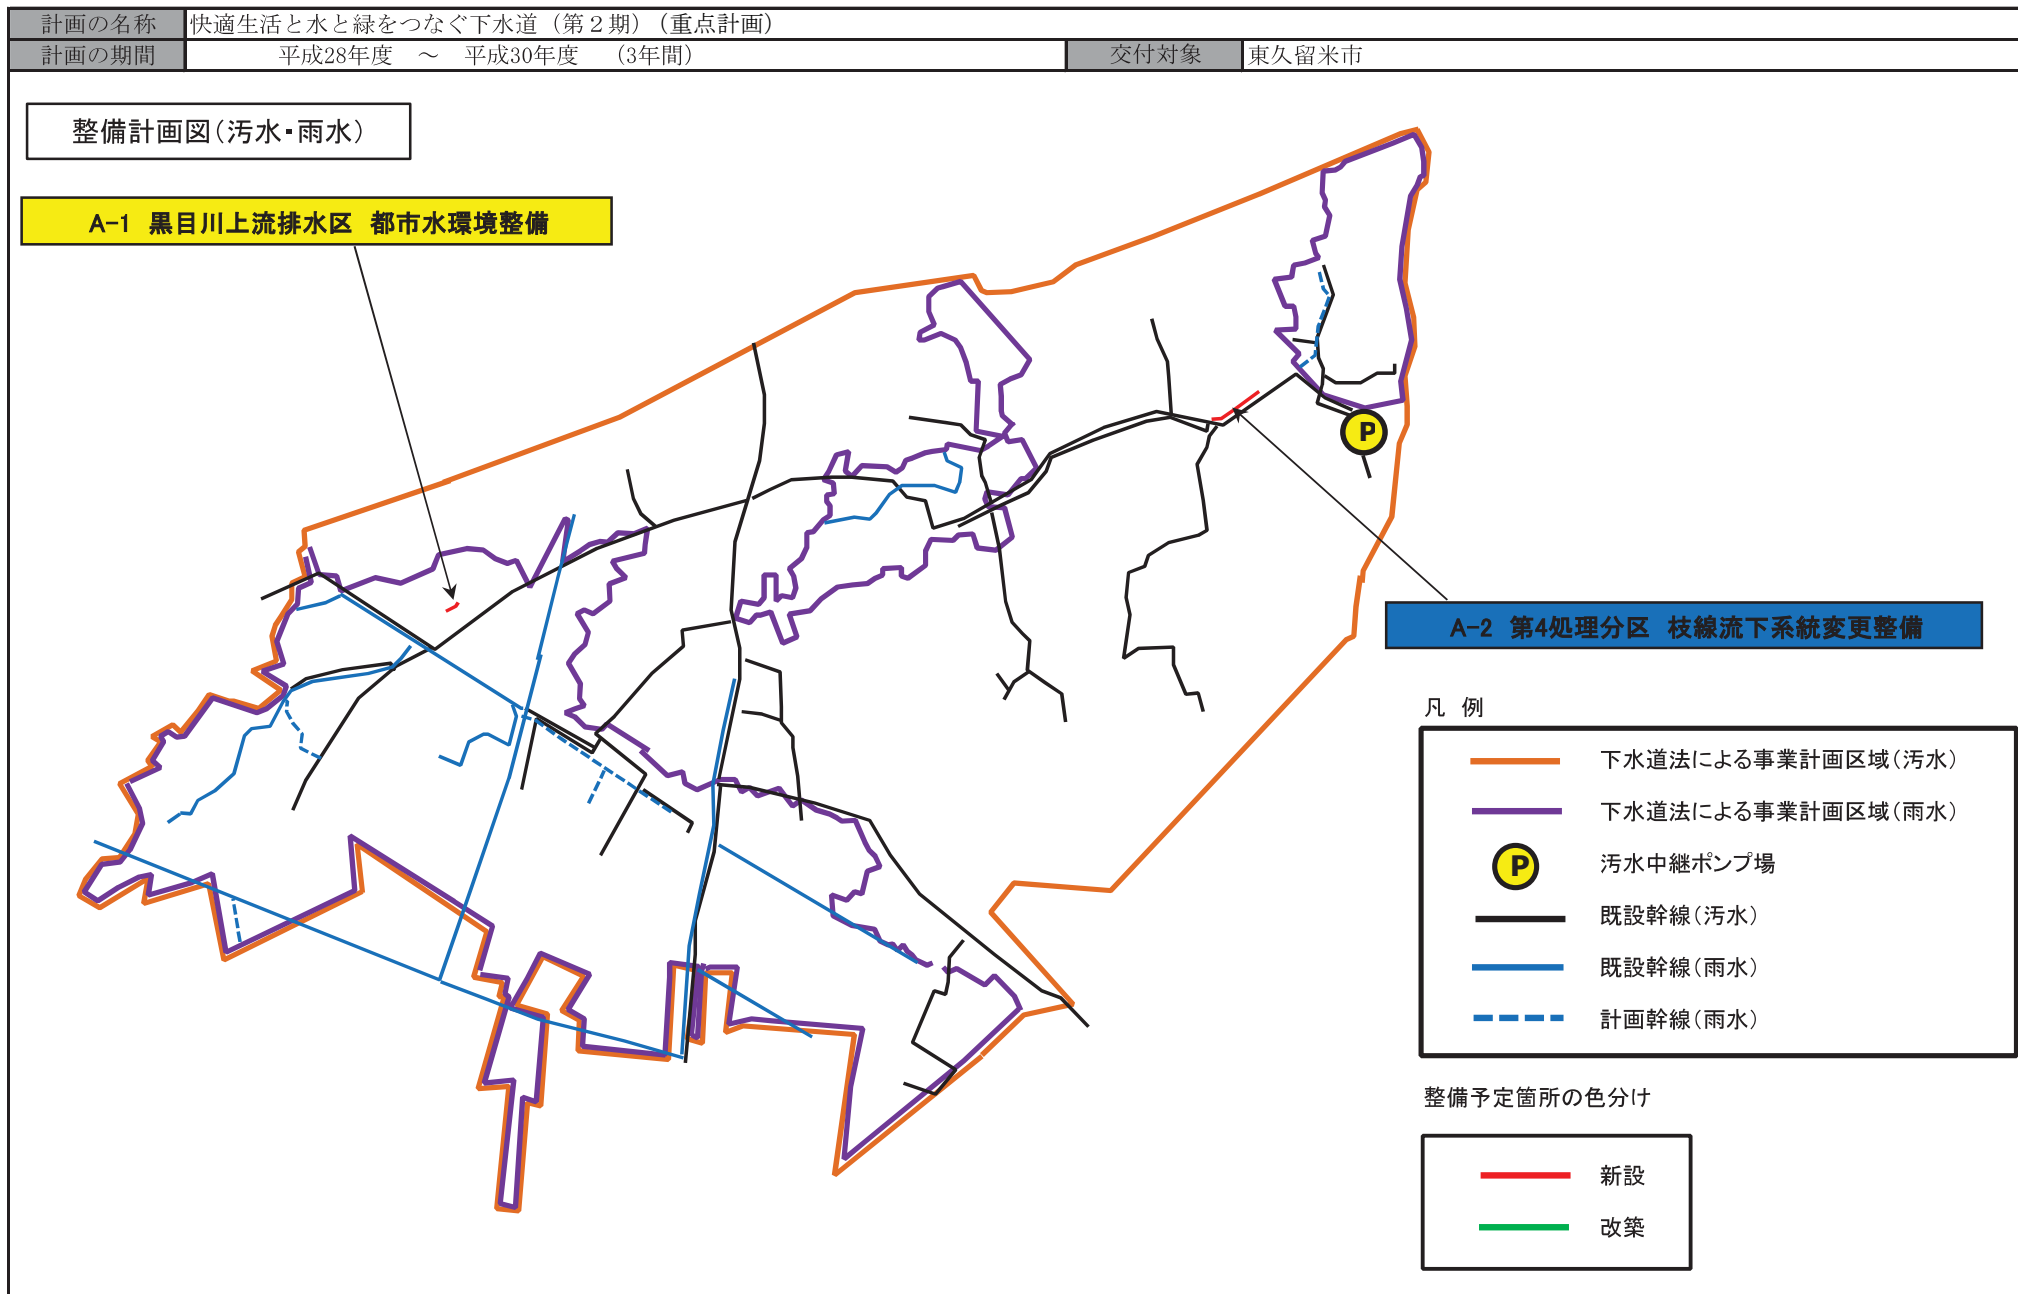 計画の名称 快適生活と水と緑をつなぐ下水道（第２期）（重点計画）
計画の期間 平成28年度 ～ 平成30年度 （3年間） 交付対象 東久留米市
整備計画図（汚水・雨水）
A-1 黒目川上流排水区 都市水環境整備
P
A-2 第4処理分区 枝線流下系統変更整備
凡 例
下水道法による事業計画区域（汚水）
下水道法による事業計画区域（雨水）
P 汚水中継ポンプ場
既設幹線（汚水）
既設幹線（雨水）
計画幹線（雨水）
整備予定箇所の色分け
新設
改築